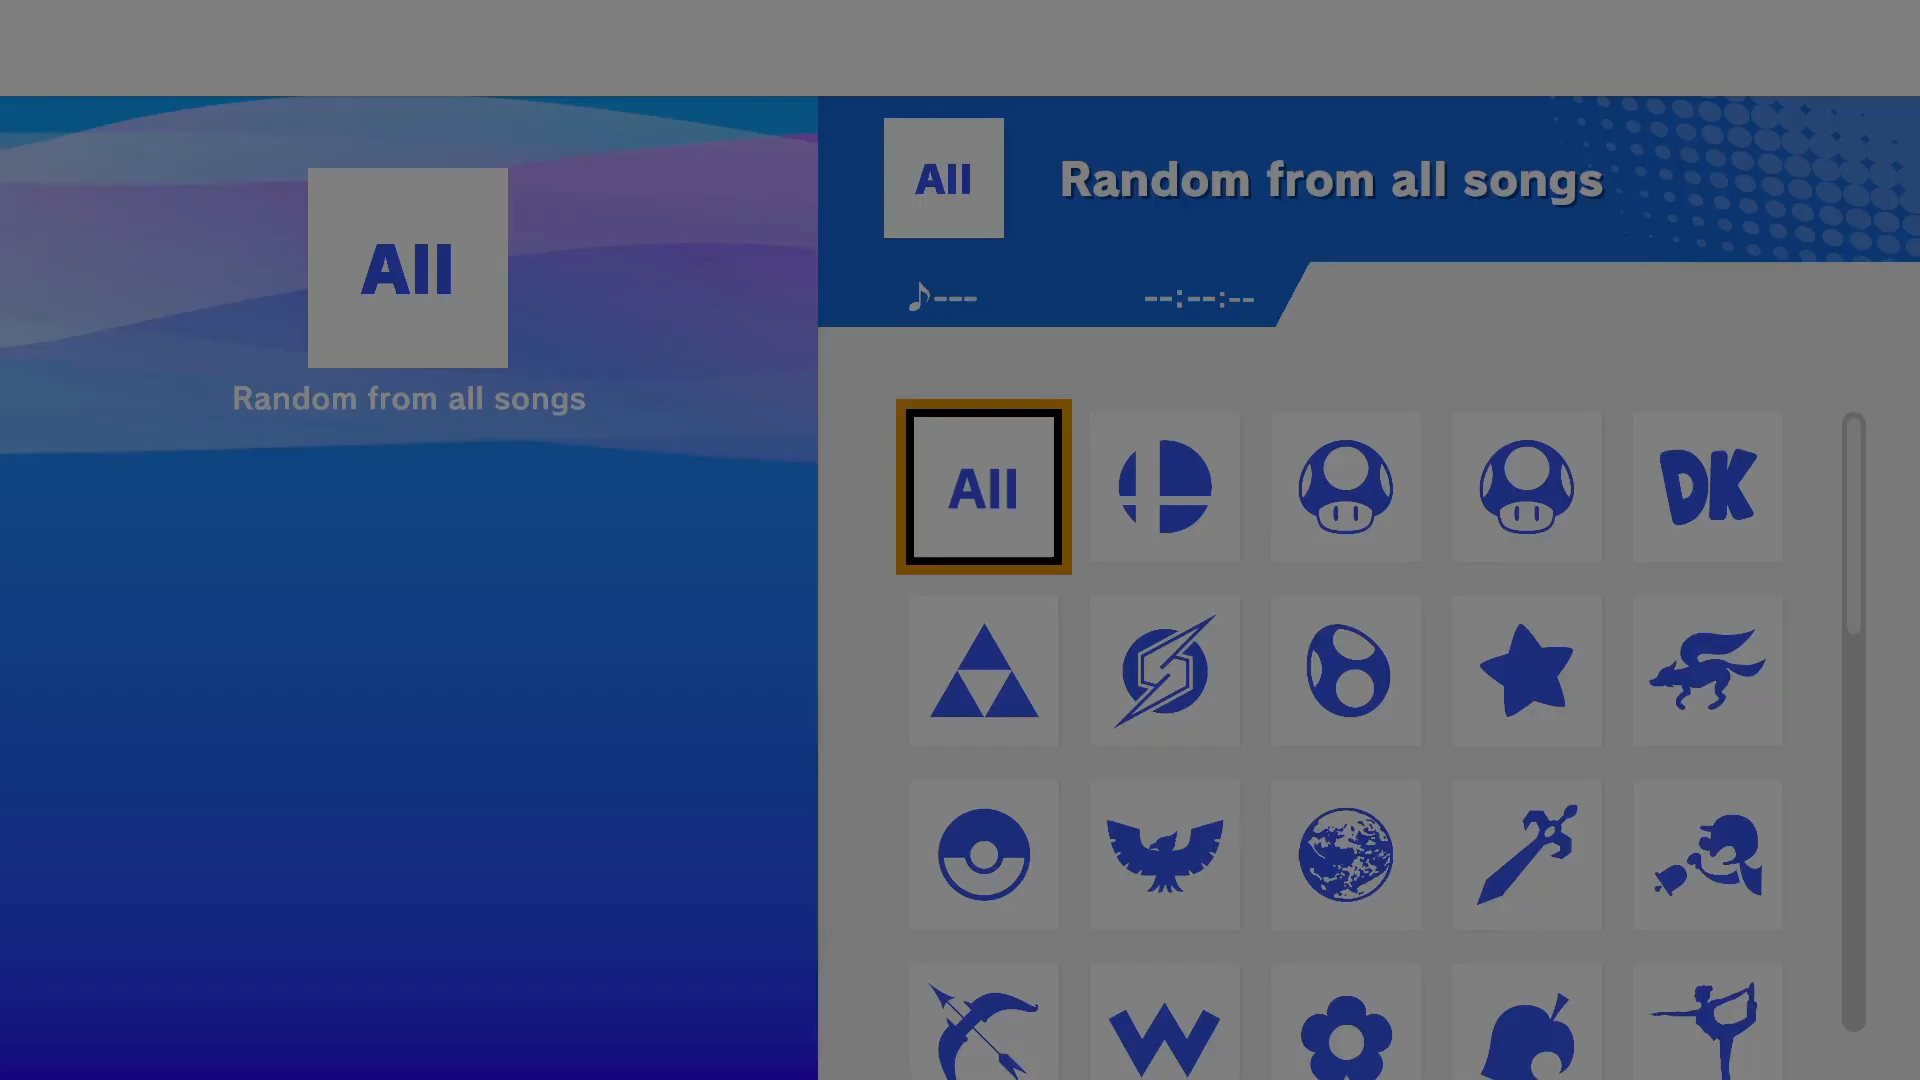 All
Random from all songs
All
Random from all songs
♪--- --:--:--
All
DK